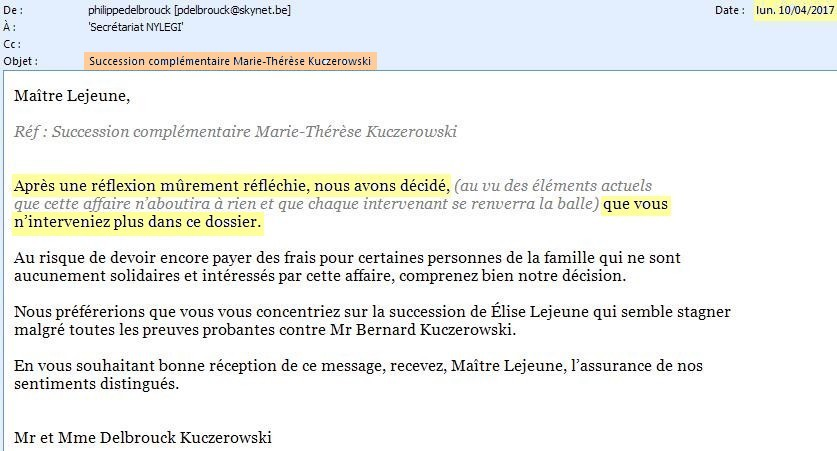 De : philippedelbrouck [pdelbrouck@skynet.be] Date : lun. 10/04/2017
À : 'Secrétariat NYLEGI'
Cc :
Objet : Succession complémentaire Marie-Thérèse Kuczerowski
Maître Lejeune,
Réf : Succession complémentaire Marie-Thérèse Kuczerowski
Après une réflexion mûrement réfléchie, nous avons décidé, (au vu des éléments actuels
que cette affaire n'aboutira à rien et que chaque intervenant se renverra la balle) que vous
n'interveniez plus dans ce dossier.
Au risque de devoir encore payer des frais pour certaines personnes de la famille qui ne sont
aucunement solidaires et intéressés par cette affaire, comprenez bien notre décision.
Nous préférerions que vous vous concentriez sur la succession de Élise Lejeune qui semble stagner
malgré toutes les preuves probantes contre Mr Bernard Kuczerowski.
En vous souhaitant bonne réception de ce message, recevez, Maître Lejeune, l'assurance de nos
sentiments distingués.
Mr et Mme Delbrouck Kuczerowski